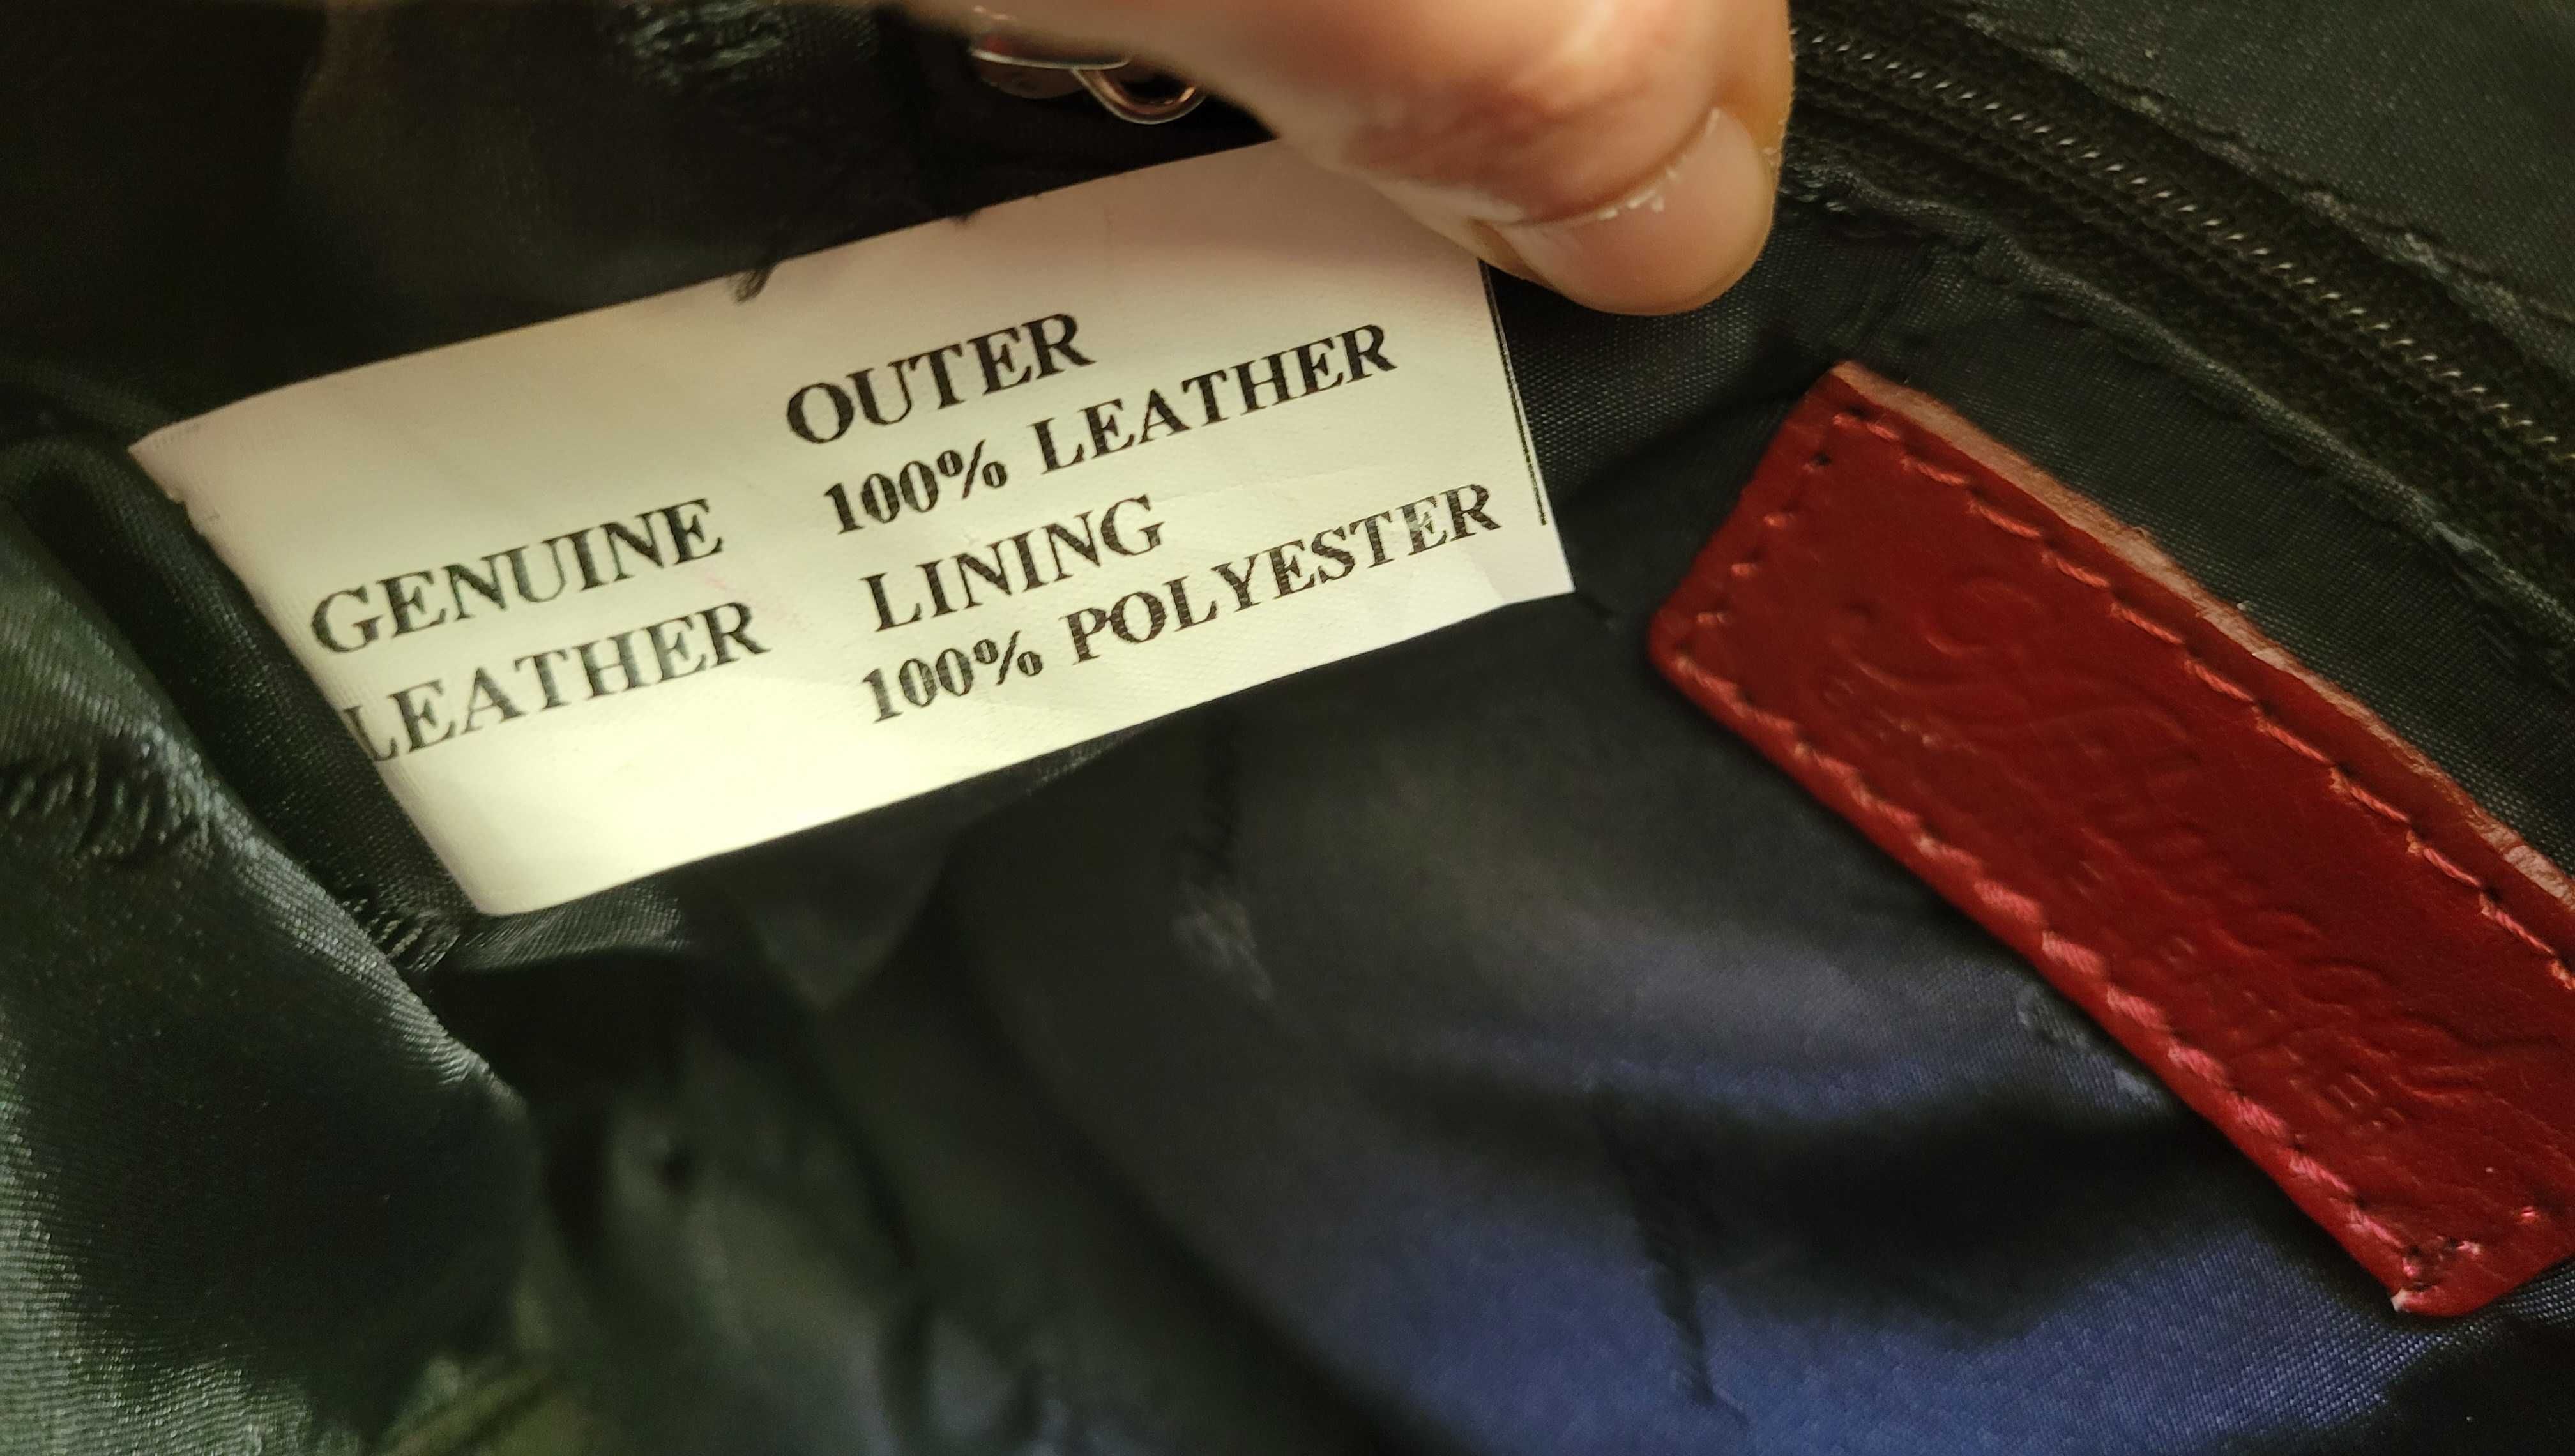 GENUINE
LEATHER
OUTER
100% LEATHER
LINING
100% POLYESTER